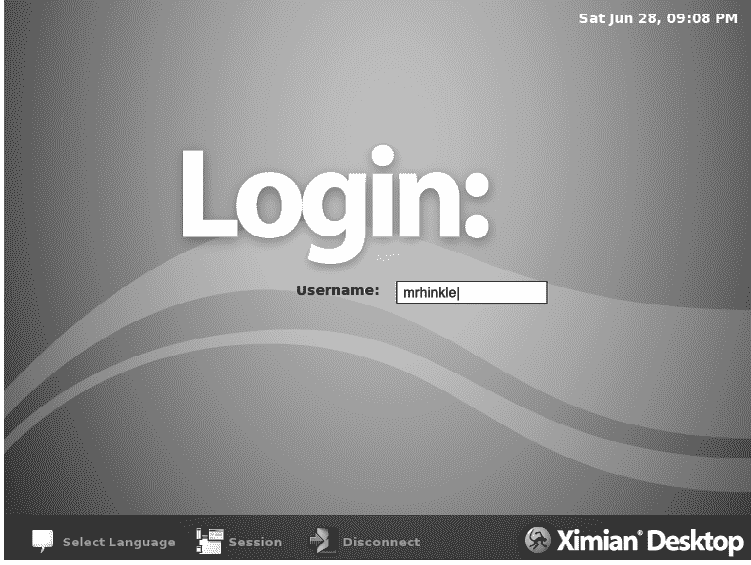 Sat Jun 28, 09:08 PM
Login:
Username: mrhinkle
Select Language Session Disconnect Ximian® Desktop